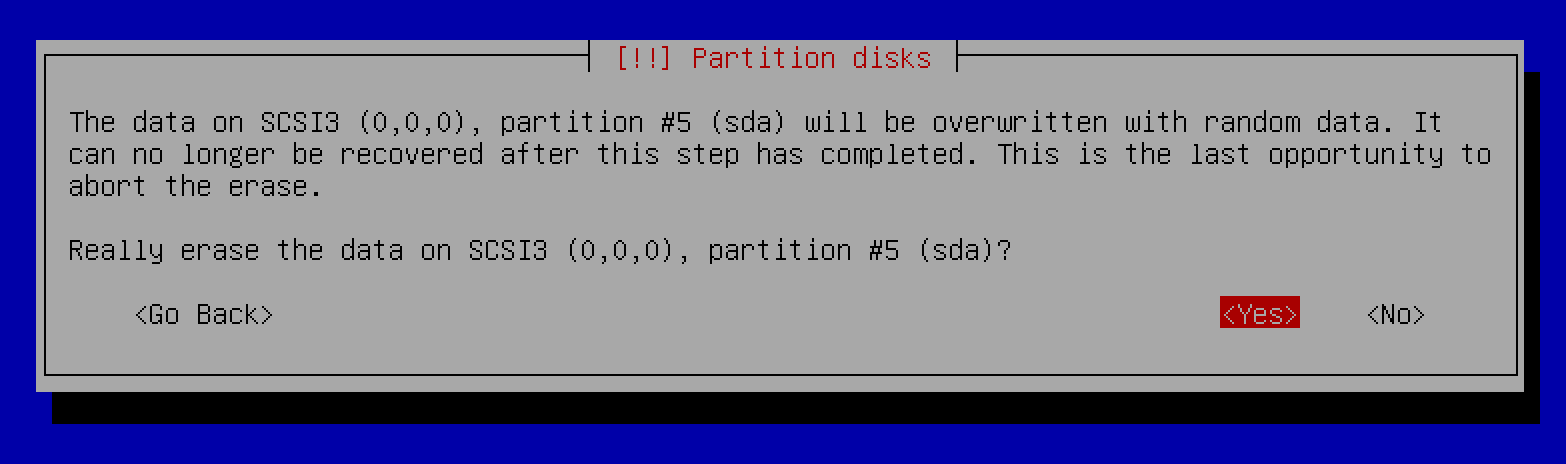 [!!] Partition disks
The data on SCSI3 (0,0,0), partition #5 (sda) will be overwritten with random data. It
can no longer be recovered after this step has completed. This is the last opportunity to
abort the erase.
Really erase the data on SCSI3 (0,0,0), partition #5 (sda)?
<Go Back> <Yes> <No>